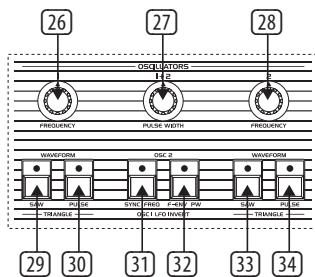 26 27 28
OSCILLATORS
1 + 2 2
FREQUENCY PULSE WIDTH FREQUENCY
WAVEFORM OSC 2 WAVEFORM
SAW PULSE SYNC FREQ F-ENV PW SAW PULSE
TRIANGLE OSC 1 LFO INVERT TRIANGLE
29 30 31 32 33 34